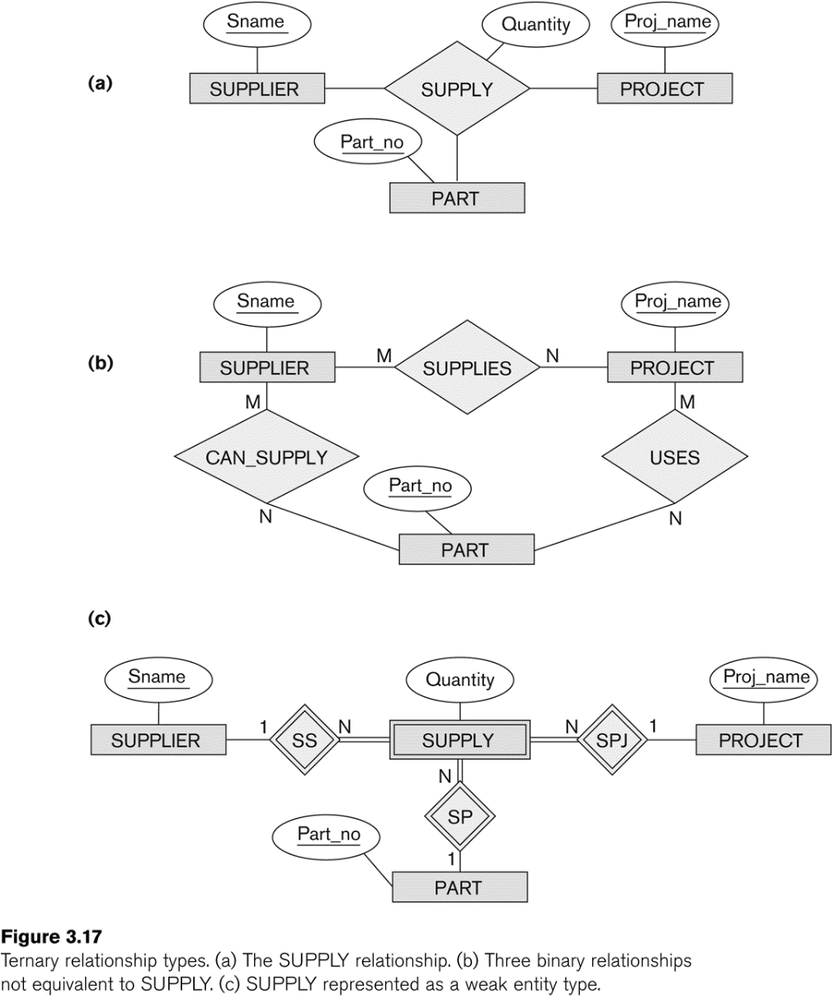 Sname
Quantity
Proj_name
(a)
SUPPLIER
SUPPLY
PROJECT
Part_no
PART
Sname
Proj_name
(b)
SUPPLIER
M
SUPPLIES
N
PROJECT
M
M
CAN_SUPPLY
USES
Part_no
N
N
PART
(c)
Sname
Quantity
Proj_name
SUPPLIER
1
SS
N
SUPPLY
N
SPJ
1
PROJECT
N
SP
Part_no
1
PART
Figure 3.17
Ternary relationship types. (a) The SUPPLY relationship. (b) Three binary relationships
not equivalent to SUPPLY. (c) SUPPLY represented as a weak entity type.